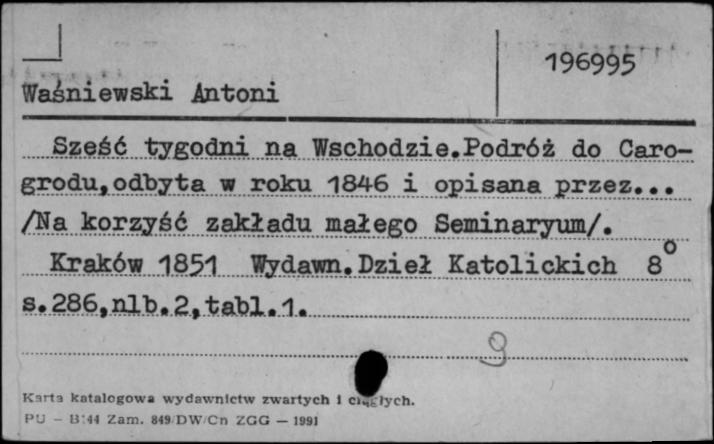 196995
Waśniewski Antoni
Sześć tygodni na Wschodzie.Podróż do Caro-
grodu,odbyta w roku 1846 i opisana przez...
/Na korzyść zakładu małego Seminaryum/.
Kraków 1851 Wydawn.Dzieł Katolickich 8°
s.286,nlb.2,tabl.1.
9
Karta katalogowa wydawnictw zwartych i ciągłych.
PU – B/44 Zam. 849/DW/Cn ZGG — 1991